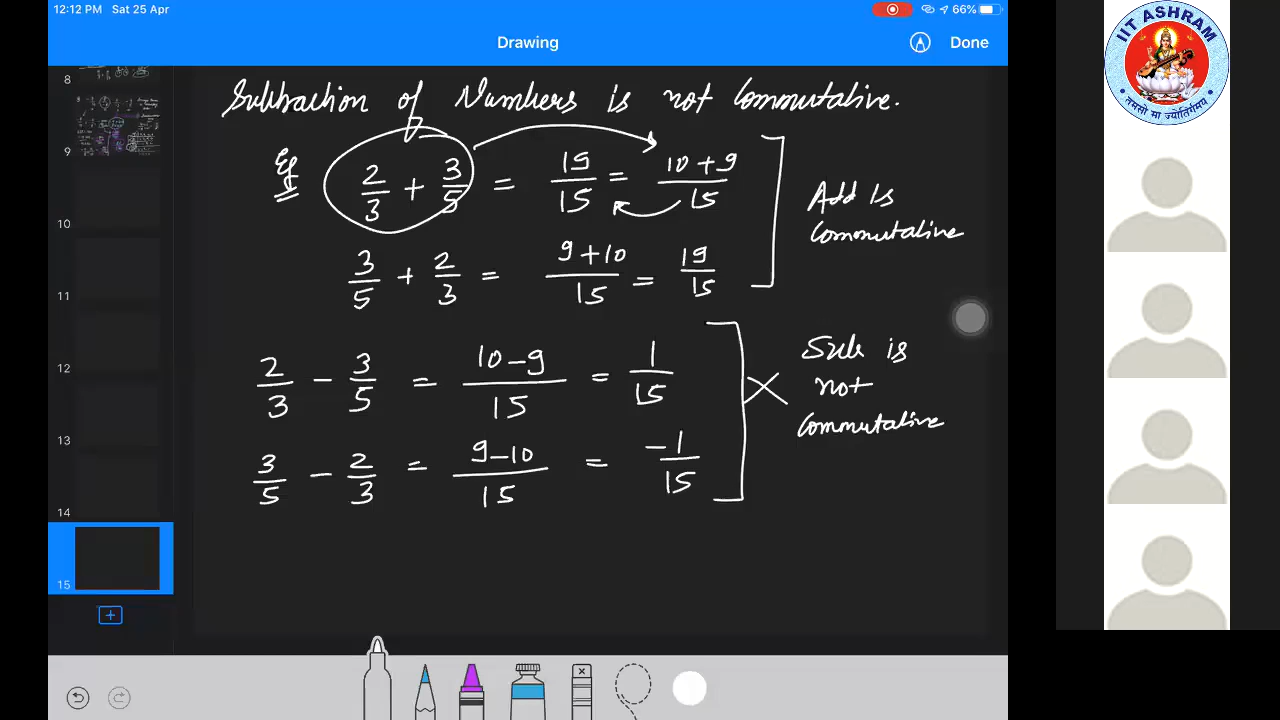 12:12 PM Sat 25 Apr
66%
Drawing
Done
8
9
10
11
12
13
14
15
Subtraction of Numbers is not Commutative.
Eg 2/3 + 3/5 = 19/15 = 10+9/15
3/5 + 2/3 = 9+10/15 = 19/15
Add is
Commutative
2/3 - 3/5 = 10-9/15 = 1/15
3/5 - 2/3 = 9-10/15 = -1/15
Sub is
not
Commutative
IIT ASHRAM
तमसो मा ज्योतिर्गमय